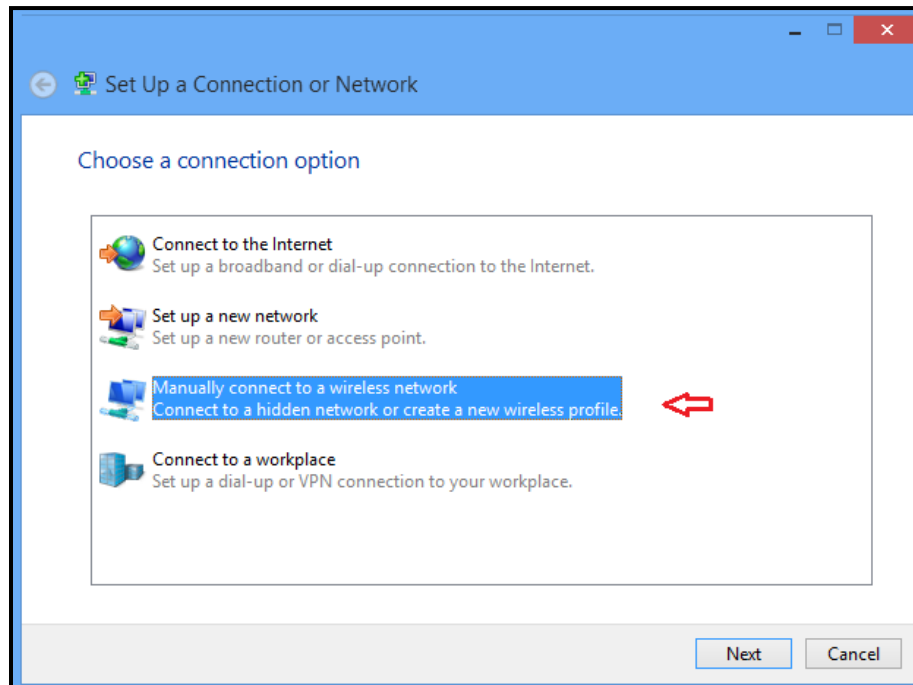 Set Up a Connection or Network
Choose a connection option
Connect to the Internet
Set up a broadband or dial-up connection to the Internet.
Set up a new network
Set up a new router or access point.
Manually connect to a wireless network
Connect to a hidden network or create a new wireless profile.
Connect to a workplace
Set up a dial-up or VPN connection to your workplace.
Next
Cancel